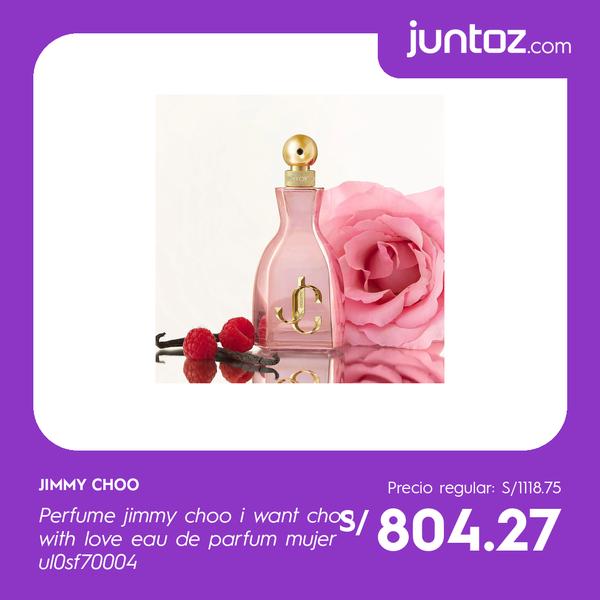 juntoz.com
JC
JIMMY CHOO
Precio regular: S/1118.75
Perfume jimmy choo i want cho
with love eau de parfum mujer
ul0sf70004
S/ 804.27